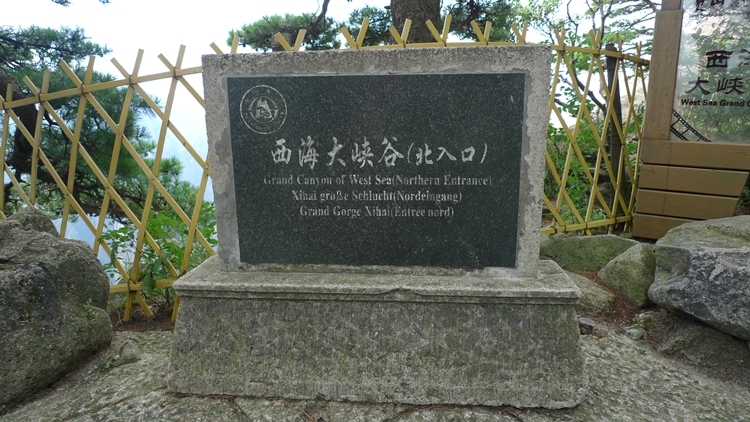 西海大峡谷(北入口)
Grand Canyon of West Sea(Northern Entrance)
Xihai große Schlucht(Nordeingang)
Grand Gorge Xihai(Entrée nord)
西海
大峡
West Sea Grand